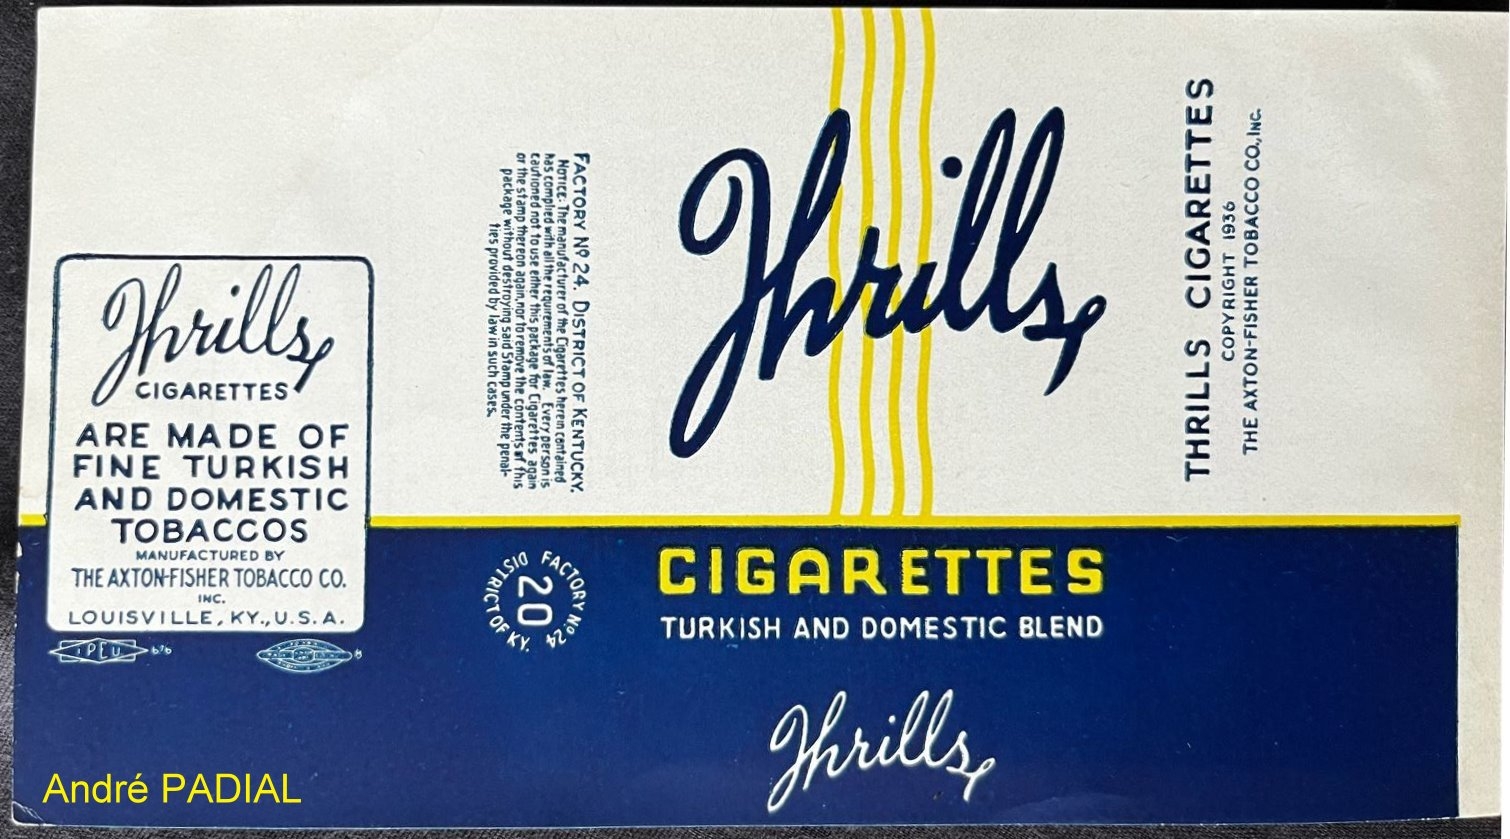 Thrills
CIGARETTES
ARE MADE OF
FINE TURKISH
AND DOMESTIC
TOBACCOS
MANUFACTURED BY
THE AXTON-FISHER TOBACCO CO.
INC.
LOUISVILLE, KY., U.S.A.
IPEU
FACTORY Nº 24. DISTRICT OF KENTUCKY.
NOTICE: The manufacturer of the Cigarettes herein contained
has complied with all the requirements of law. Every person is
cautioned not to use either this package for Cigarettes again
or the stamp thereon again, nor to remove the contents of this
package without destroying said Stamp under the penal-
ties provided by law in such cases.
FACTORY No. 24
DISTRICT OF KY.
20
Thrills
CIGARETTES
TURKISH AND DOMESTIC BLEND
Thrills
THRILLS CIGARETTES
COPYRIGHT 1936
THE AXTON-FISHER TOBACCO CO., INC.
André PADIAL